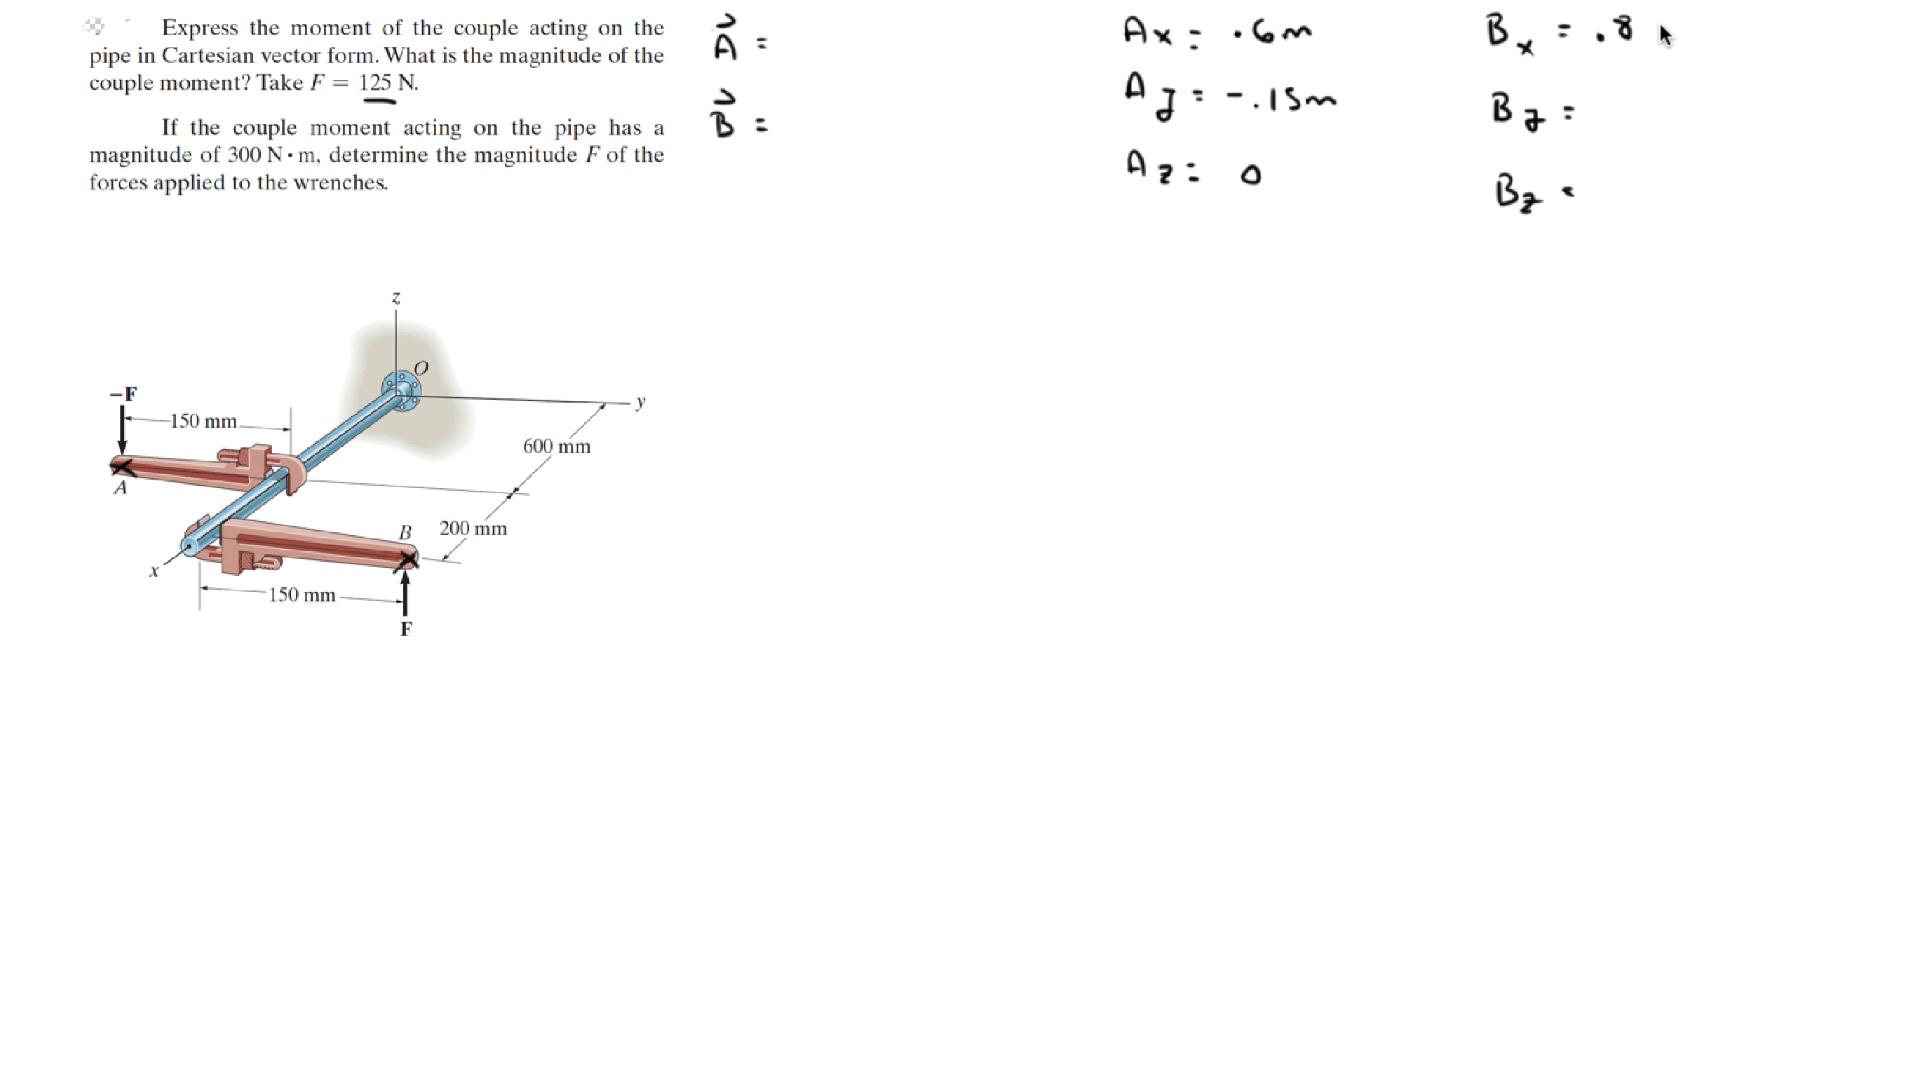 Express the moment of the couple acting on the
pipe in Cartesian vector form. What is the magnitude of the
couple moment? Take F = 125 N.
If the couple moment acting on the pipe has a
magnitude of 300 N·m, determine the magnitude F of the
forces applied to the wrenches.
A⃗ =
B⃗ =
Ax = .6m
Ay = -.15m
Az = 0
Bx = .8
By =
Bz =
z
O
−F
y
150 mm
600 mm
A
B
200 mm
x
150 mm
F